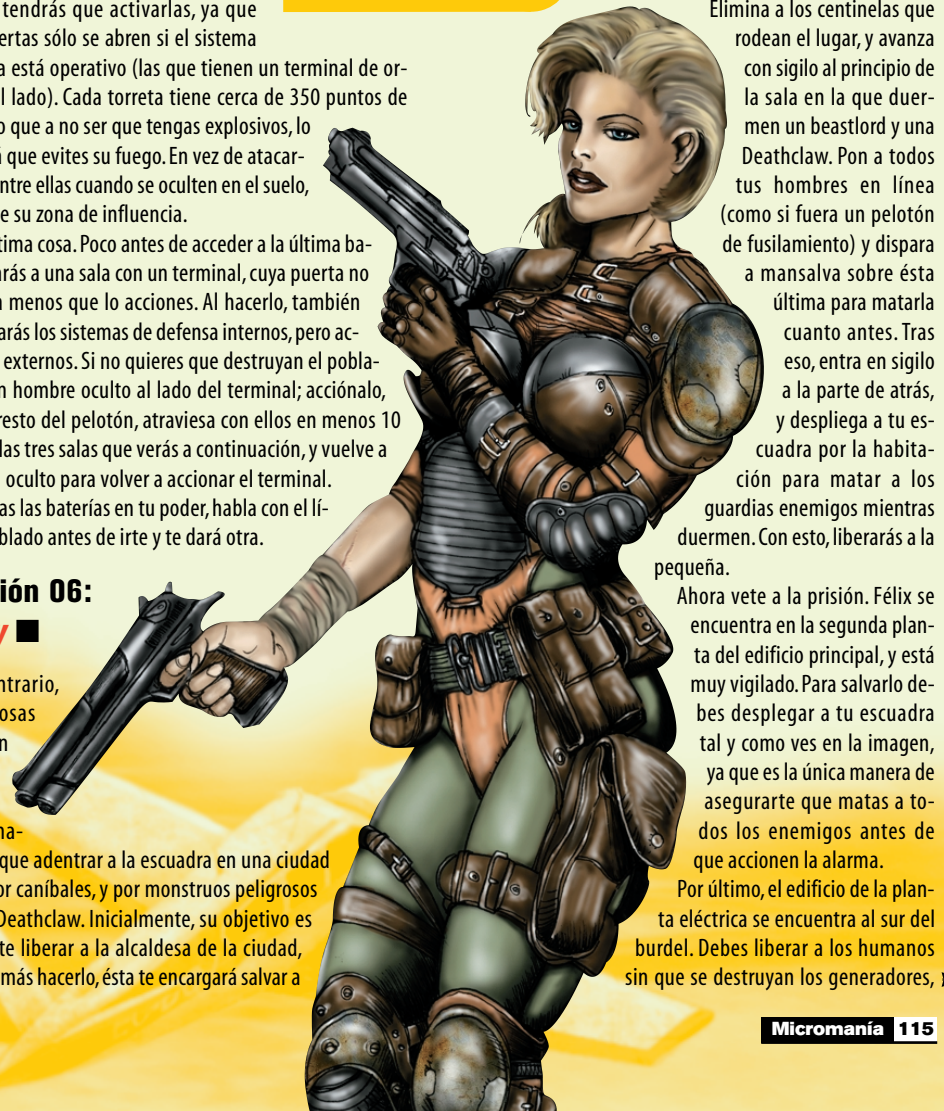 tendrás que activarlas, ya que
ertas sólo se abren si el sistema
a está operativo (las que tienen un terminal de or-
l lado). Cada torreta tiene cerca de 350 puntos de
o que a no ser que tengas explosivos, lo
á que evites su fuego. En vez de atacar-
ntre ellas cuando se oculten en el suelo,
e su zona de influencia.
tima cosa. Poco antes de acceder a la última ba-
arás a una sala con un terminal, cuya puerta no
a menos que lo acciones. Al hacerlo, también
arás los sistemas de defensa internos, pero ac-
externos. Si no quieres que destruyan el pobla-
n hombre oculto al lado del terminal; acciónalo,
resto del pelotón, atraviesa con ellos en menos 10
las tres salas que verás a continuación, y vuelve a
oculto para volver a accionar el terminal.
as las baterías en tu poder, habla con el lí-
blado antes de irte y te dará otra.
ión 06:
y
ntrario,
osas
n
na-
que adentrar a la escuadra en una ciudad
or caníbales, y por monstruos peligrosos
Deathclaw. Inicialmente, su objetivo es
te liberar a la alcaldesa de la ciudad,
más hacerlo, ésta te encargará salvar a
Elimina a los centinelas que
rodean el lugar, y avanza
con sigilo al principio de
la sala en la que duer-
men un beastlord y una
Deathclaw. Pon a todos
tus hombres en línea
(como si fuera un pelotón
de fusilamiento) y dispara
a mansalva sobre ésta
última para matarla
cuanto antes. Tras
eso, entra en sigilo
a la parte de atrás,
y despliega a tu es-
cuadra por la habita-
ción para matar a los
guardias enemigos mientras
duermen. Con esto, liberarás a la
pequeña.
Ahora vete a la prisión. Félix se
encuentra en la segunda plan-
ta del edificio principal, y está
muy vigilado. Para salvarlo de-
bes desplegar a tu escuadra
tal y como ves en la imagen,
ya que es la única manera de
asegurarte que matas a to-
dos los enemigos antes de
que accionen la alarma.
Por último, el edificio de la plan-
ta eléctrica se encuentra al sur del
burdel. Debes liberar a los humanos
sin que se destruyan los generadores,
Micromanía 115